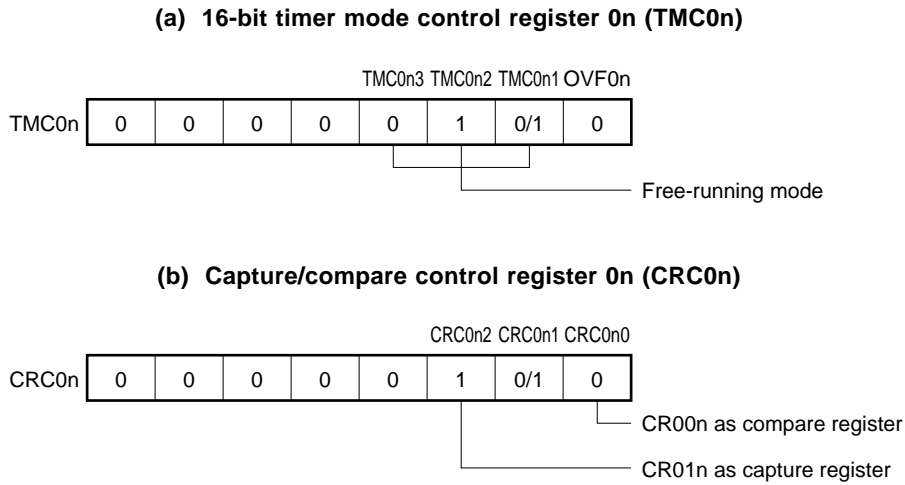 (a) 16-bit timer mode control register 0n (TMC0n)
TMC0n3 TMC0n2 TMC0n1 OVF0n
TMC0n 0 0 0 0 0 1 0/1 0
Free-running mode
(b) Capture/compare control register 0n (CRC0n)
CRC0n2 CRC0n1 CRC0n0
CRC0n 0 0 0 0 0 1 0/1 0
CR00n as compare register
CR01n as capture register